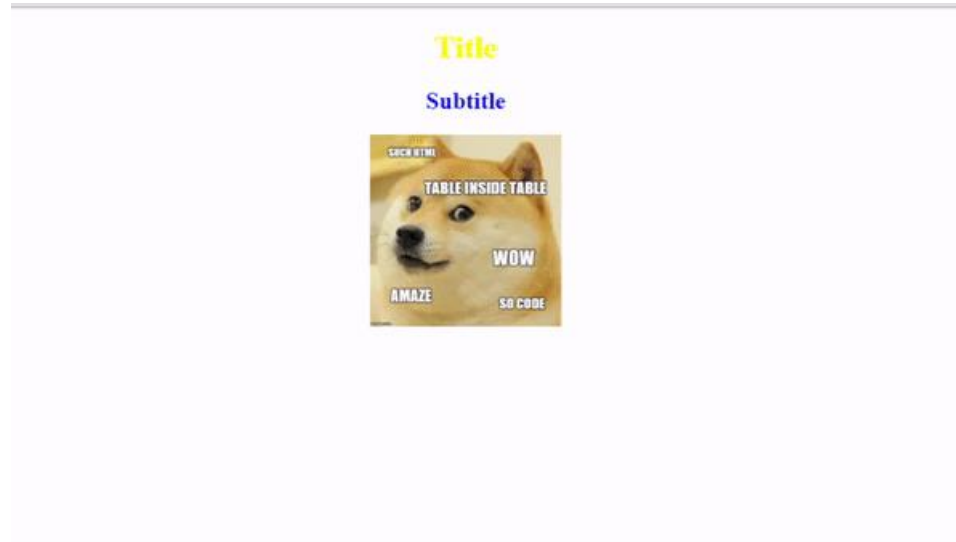 Title
Subtitle
SUCH HTML
TABLE INSIDE TABLE
WOW
AMAZE
SO CODE